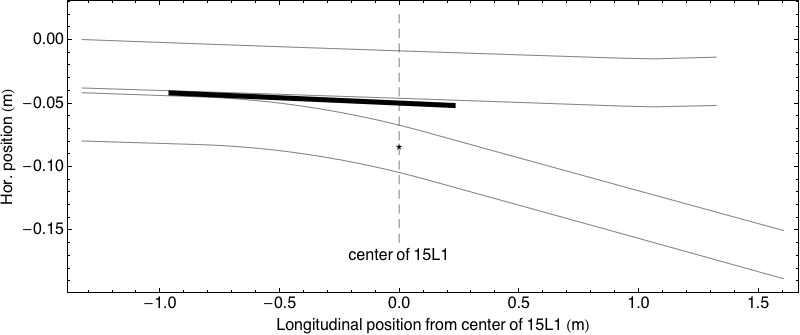 0.00
−0.05
−0.10
−0.15
Hor. position (m)
center of 15L1
−1.0 −0.5 0.0 0.5 1.0 1.5
Longitudinal position from center of 15L1 (m)